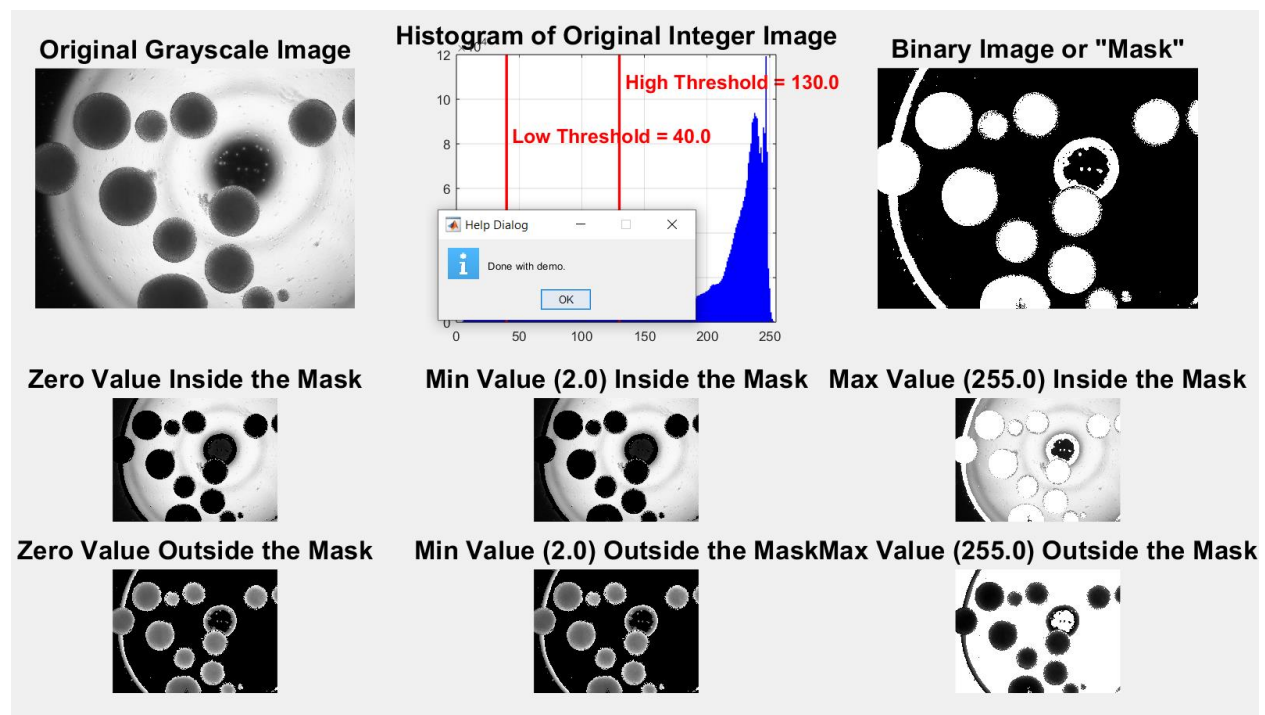 Original Grayscale Image
Histogram of Original Integer Image
Binary Image or "Mask"
12
10
8
6
0
0
50
100
150
200
250
High Threshold = 130.0
Low Threshold = 40.0
Help Dialog
Done with demo.
OK
Zero Value Inside the Mask
Min Value (2.0) Inside the Mask
Max Value (255.0) Inside the Mask
Zero Value Outside the Mask
Min Value (2.0) Outside the Mask
Max Value (255.0) Outside the Mask